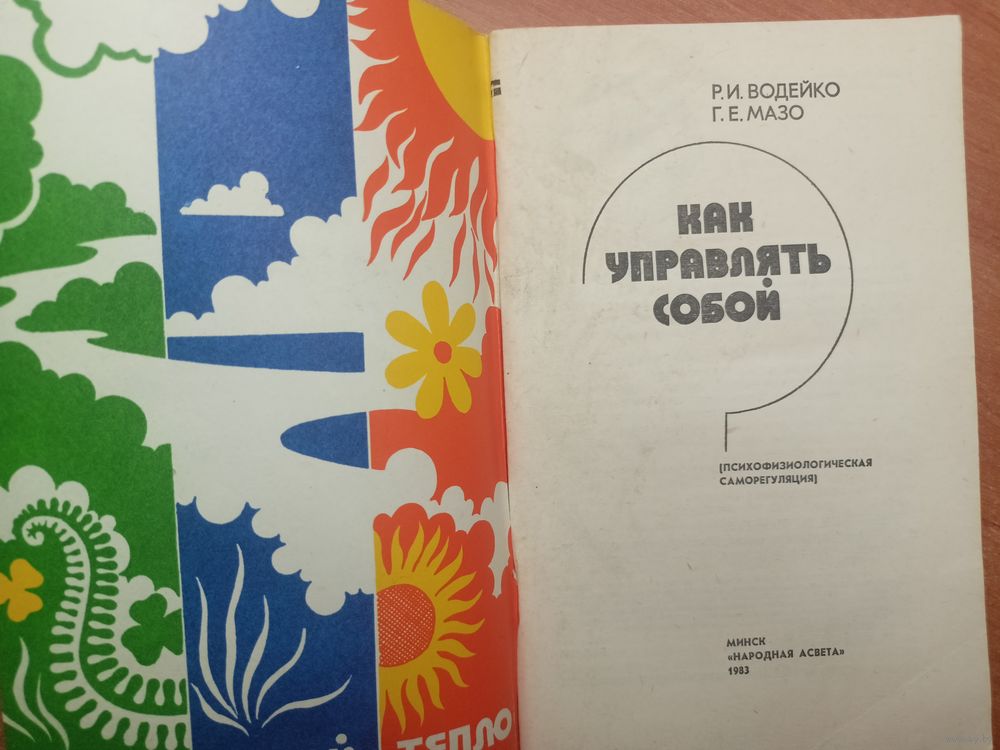 Р. И. ВОДЕЙКО
Г. Е. МАЗО
КАК
УПРАВЛЯТЬ
СОБОЙ
(ПСИХОФИЗИОЛОГИЧЕСКАЯ
САМОРЕГУЛЯЦИЯ)
МИНСК
«НАРОДНАЯ АСВЕТА»
1983
ТЕПЛО